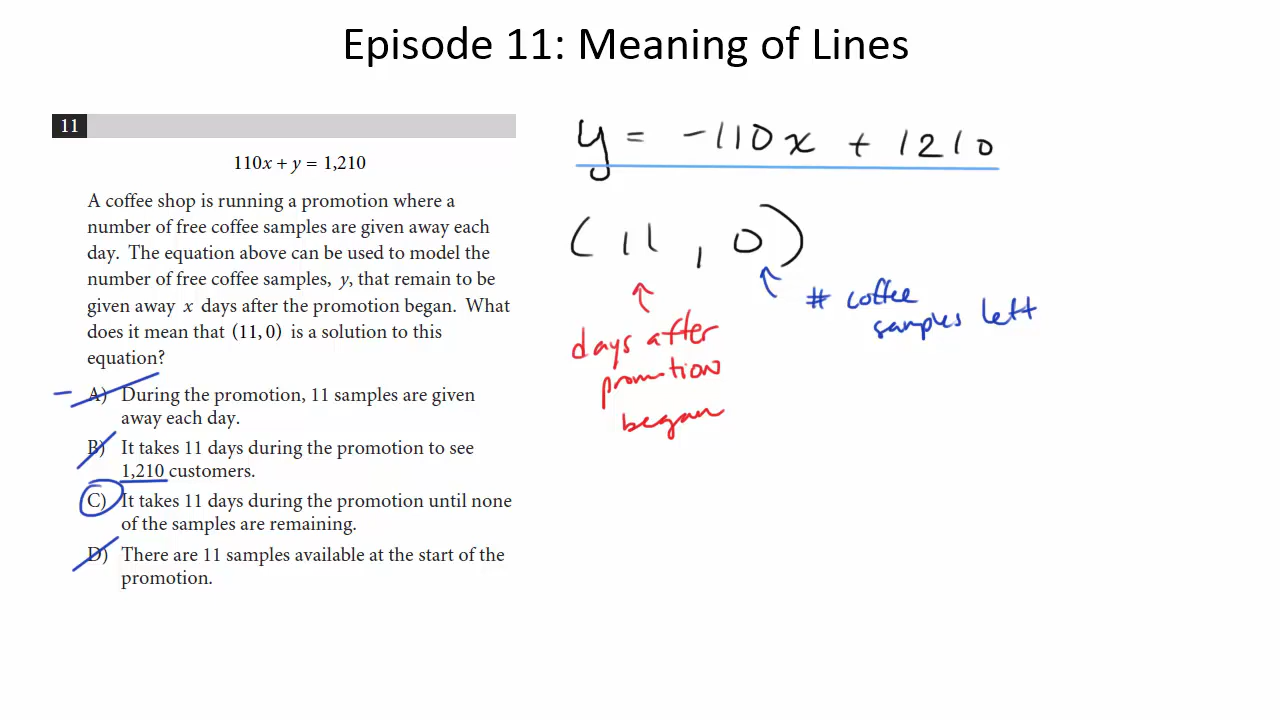 Episode 11: Meaning of Lines
11
110x + y = 1,210
A coffee shop is running a promotion where a
number of free coffee samples are given away each
day. The equation above can be used to model the
number of free coffee samples, y, that remain to be
given away x days after the promotion began. What
does it mean that (11, 0) is a solution to this
equation?
A) During the promotion, 11 samples are given
away each day.
B) It takes 11 days during the promotion to see
1,210 customers.
C) It takes 11 days during the promotion until none
of the samples are remaining.
D) There are 11 samples available at the start of the
promotion.
y = -110x + 1210
(11, 0)
days after
promotion
began
# coffee
samples left